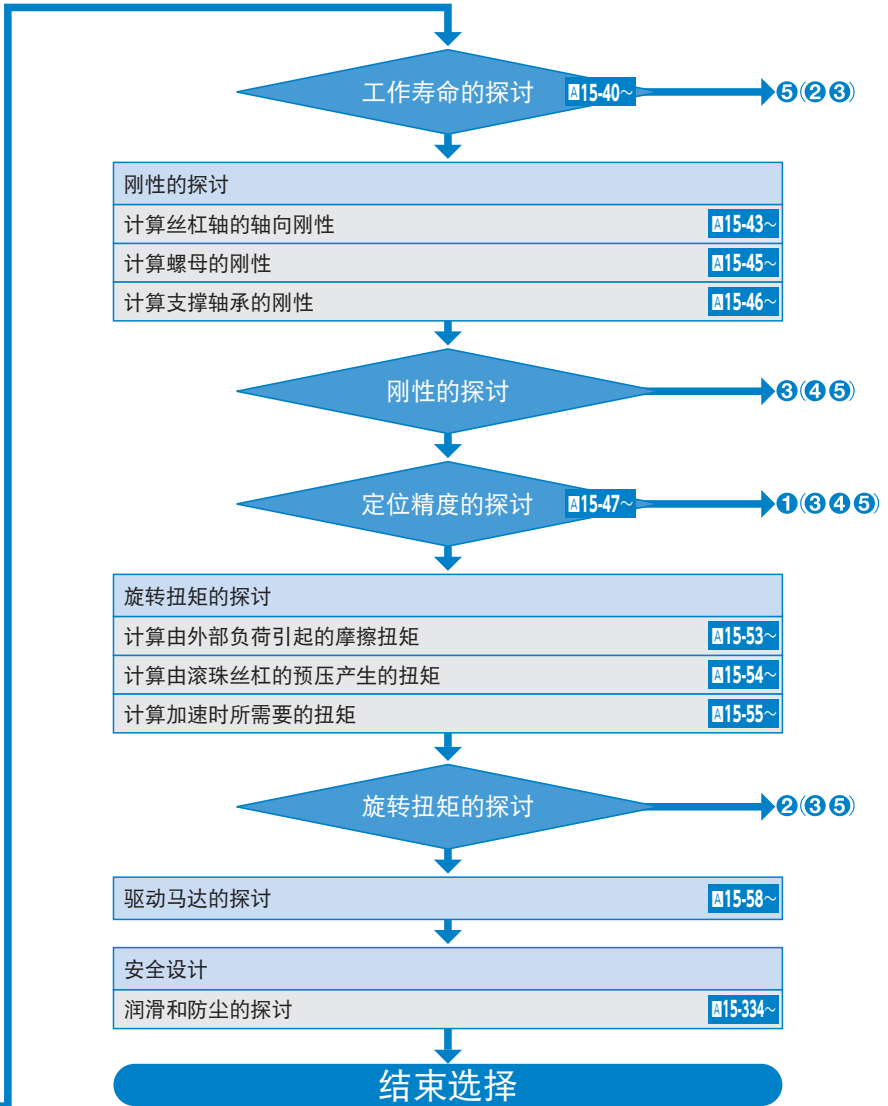 工作寿命的探讨 A15-40～ ❺(❷❸)
刚性的探讨
计算丝杠轴的轴向刚性 A15-43～
计算螺母的刚性 A15-45～
计算支撑轴承的刚性 A15-46～
刚性的探讨 ❸(❹❺)
定位精度的探讨 A15-47～ ❶(❸❹❺)
旋转扭矩的探讨
计算由外部负荷引起的摩擦扭矩 A15-53～
计算由滚珠丝杠的预压产生的扭矩 A15-54～
计算加速时所需要的扭矩 A15-55～
旋转扭矩的探讨 ❷(❸❺)
驱动马达的探讨 A15-58～
安全设计
润滑和防尘的探讨 A15-334～
结束选择